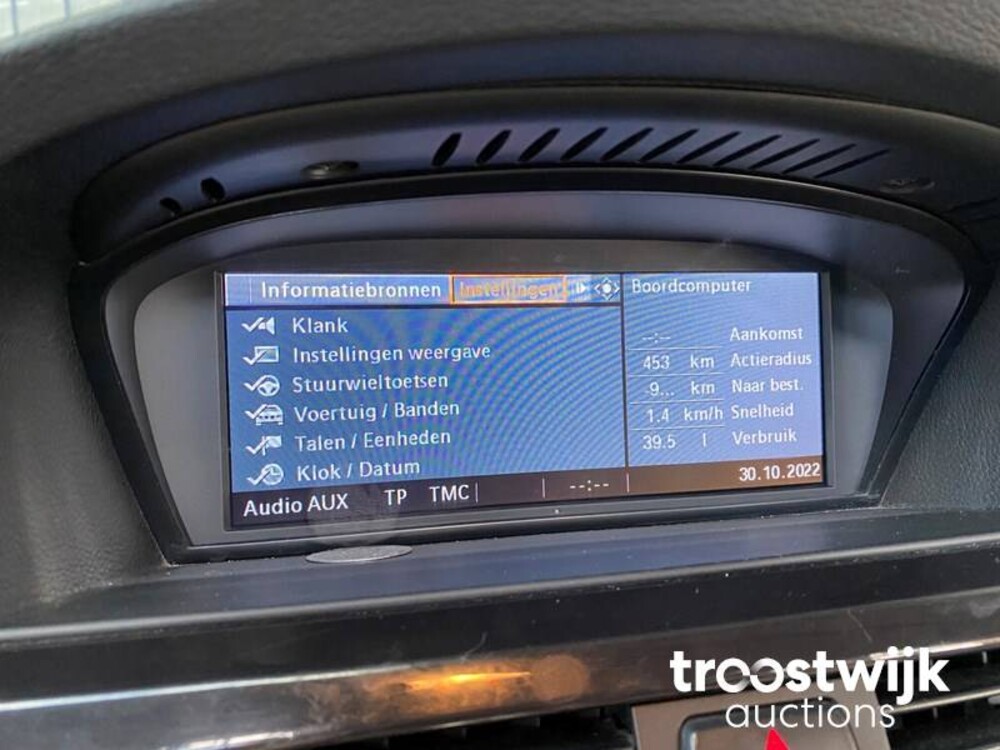 Informatiebronnen Instellingen
Klank
Instellingen weergave
Stuurwieltoetsen
Voertuig / Banden
Talen / Eenheden
Klok / Datum
Boordcomputer
--:-- Aankomst
453 km Actieradius
-9... km Naar best.
1.4 km/h Snelheid
39.5 l Verbruik
30.10.2022
Audio AUX TP TMC --:--
troostwijk
auctions